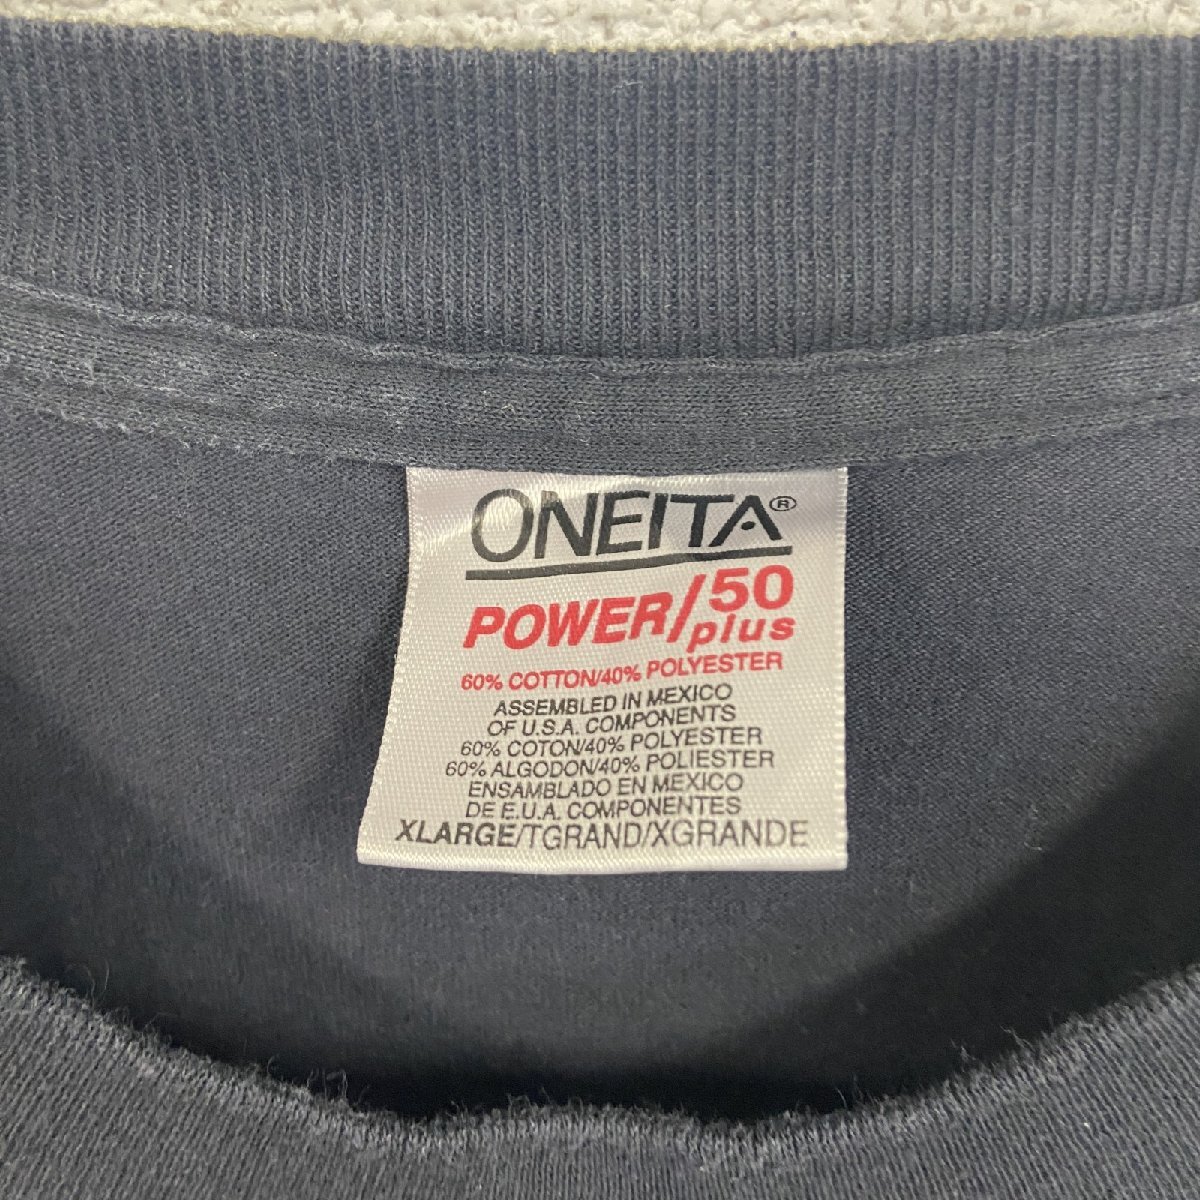 ONEITA®
POWER/50
plus
60% COTTON/40% POLYESTER
ASSEMBLED IN MEXICO
OF U.S.A. COMPONENTS
60% COTON/40% POLYESTER
60% ALGODON/40% POLIESTER
ENSAMBLADO EN MEXICO
DE E.U.A. COMPONENTES
XLARGE/TGRAND/XGRANDE